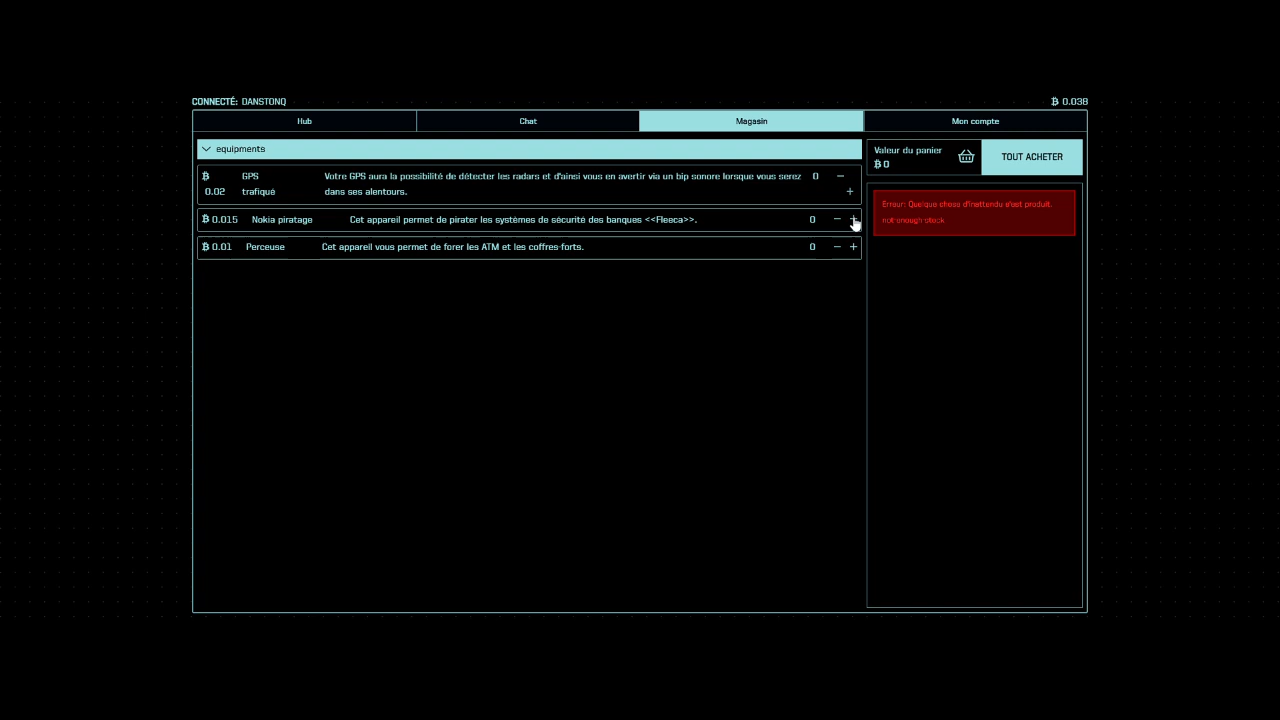 CONNECTÉ: DANSTONQ
₿ 0.038
Hub
Chat
Magasin
Mon compte
equipments
₿ 0.02
GPS trafiqué
Votre GPS aura la possibilité de détecter les radars et d'ainsi vous en avertir via un bip sonore lorsque vous serez
dans ses alentours.
0 − +
₿ 0.015 Nokia piratage Cet appareil permet de pirater les systèmes de sécurité des banques <<Fleeca>>. 0 − +
₿ 0.01 Perceuse Cet appareil vous permet de forer les ATM et les coffres-forts. 0 − +
Valeur du panier
₿ 0
TOUT ACHETER
Erreur: Quelque chose d'inattendu s'est produit.
not enough stock